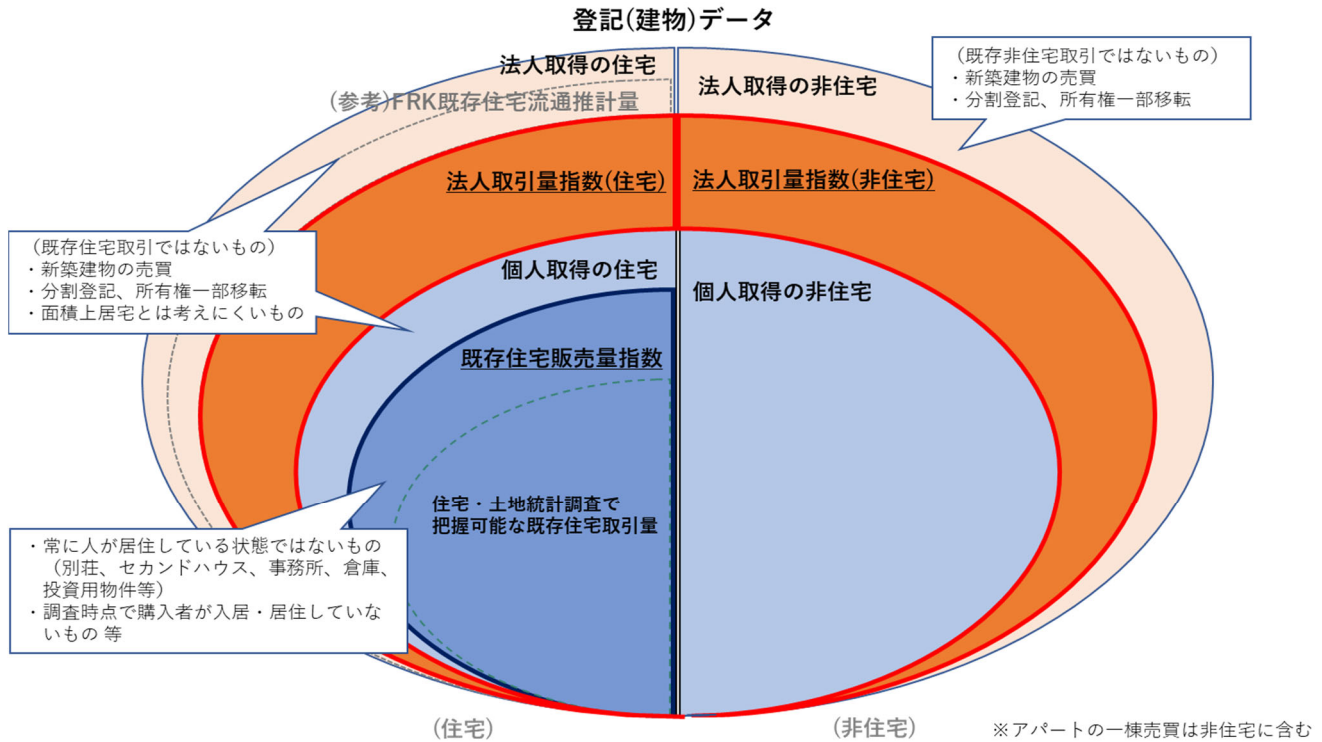 登記(建物)データ
法人取得の住宅
(参考)FRK既存住宅流通推計量
法人取得の非住宅
(既存非住宅取引ではないもの)
・新築建物の売買
・分割登記、所有権一部移転
法人取引量指数(住宅)
法人取引量指数(非住宅)
(既存住宅取引ではないもの)
・新築建物の売買
・分割登記、所有権一部移転
・面積上居宅とは考えにくいもの
個人取得の住宅
個人取得の非住宅
既存住宅販売量指数
住宅・土地統計調査で
把握可能な既存住宅取引量
・常に人が居住している状態ではないもの
(別荘、セカンドハウス、事務所、倉庫、
投資用物件等)
・調査時点で購入者が入居・居住していな
いもの 等
(住宅)
(非住宅)
※アパートの一棟売買は非住宅に含む